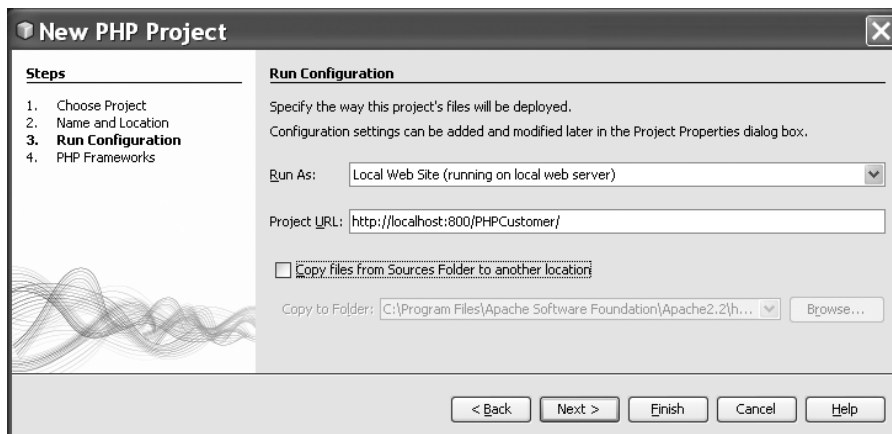 New PHP Project
Steps
1. Choose Project
2. Name and Location
3. Run Configuration
4. PHP Frameworks
Run Configuration
Specify the way this project's files will be deployed.
Configuration settings can be added and modified later in the Project Properties dialog box.
Run As: Local Web Site (running on local web server)
Project URL: http://localhost:800/PHPCustomer/
Copy files from Sources Folder to another location
Copy to Folder: C:\Program Files\Apache Software Foundation\Apache2.2\h... Browse...
< Back Next > Finish Cancel Help